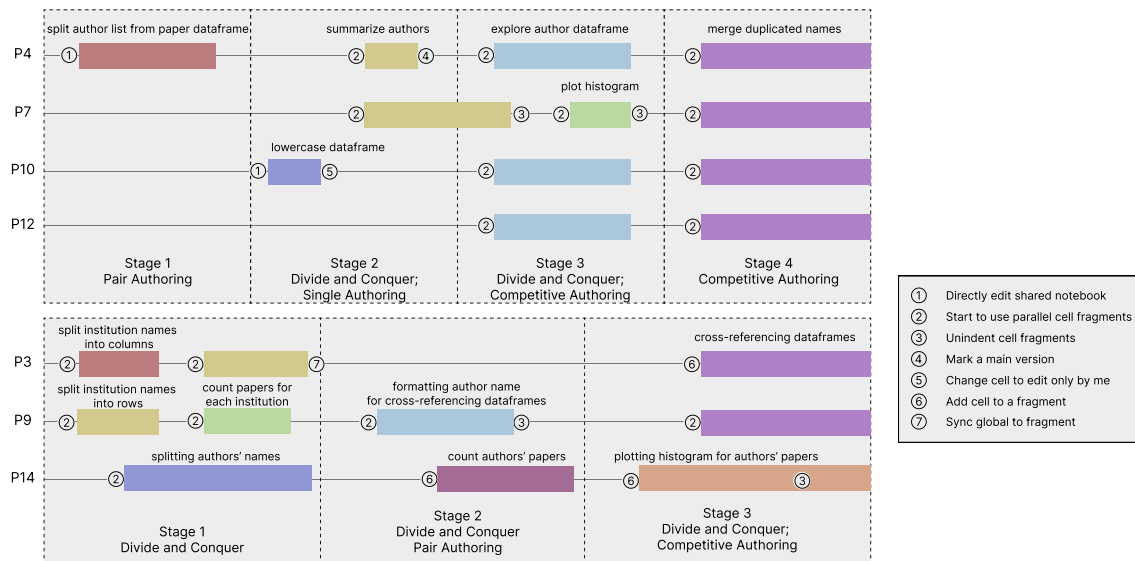 split author list from paper dataframe
summarize authors
explore author dataframe
merge duplicated names
P4
1
2
4
2
2
plot histogram
P7
2
3
2
3
2
lowercase dataframe
P10
1
5
2
2
P12
2
2
Stage 1
Pair Authoring
Stage 2
Divide and Conquer;
Single Authoring
Stage 3
Divide and Conquer;
Competitive Authoring
Stage 4
Competitive Authoring
split institution names
into columns
cross-referencing dataframes
P3
2
2
7
6
split institution names
into rows
count papers for
each institution
formatting author name
for cross-referencing dataframes
P9
2
2
2
3
2
splitting authors' names
count authors' papers
plotting histogram for authors' papers
P14
2
6
6
3
Stage 1
Divide and Conquer
Stage 2
Divide and Conquer
Pair Authoring
Stage 3
Divide and Conquer;
Competitive Authoring
1 Directly edit shared notebook
2 Start to use parallel cell fragments
3 Unindent cell fragments
4 Mark a main version
5 Change cell to edit only by me
6 Add cell to a fragment
7 Sync global to fragment